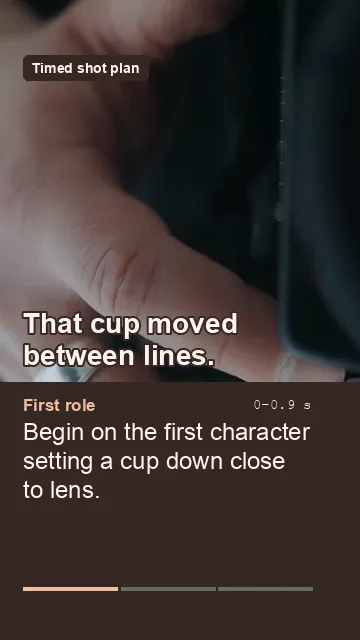 Timed shot plan
That cup moved
between lines.
First role
0–0.9 s
Begin on the first character
setting a cup down close
to lens.